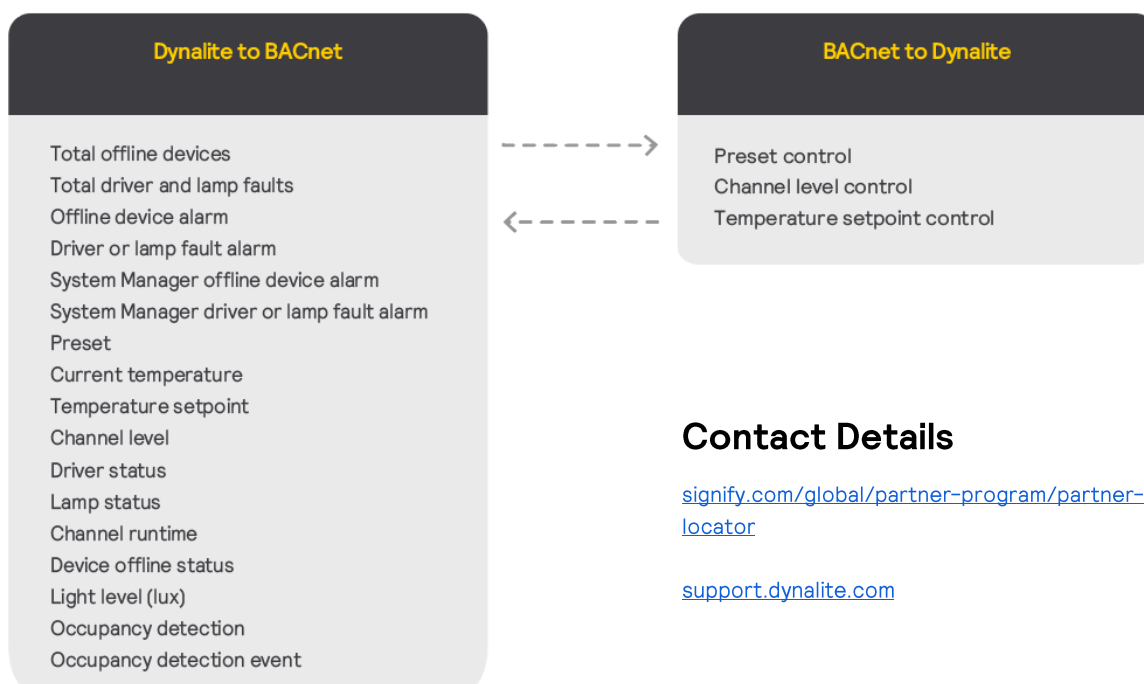 Dynalite to BACnet
Total offline devices
Total driver and lamp faults
Offline device alarm
Driver or lamp fault alarm
System Manager offline device alarm
System Manager driver or lamp fault alarm
Preset
Current temperature
Temperature setpoint
Channel level
Driver status
Lamp status
Channel runtime
Device offline status
Light level (lux)
Occupancy detection
Occupancy detection event
BACnet to Dynalite
Preset control
Channel level control
Temperature setpoint control
Contact Details
signify.com/global/partner-program/partner-
locator
support.dynalite.com